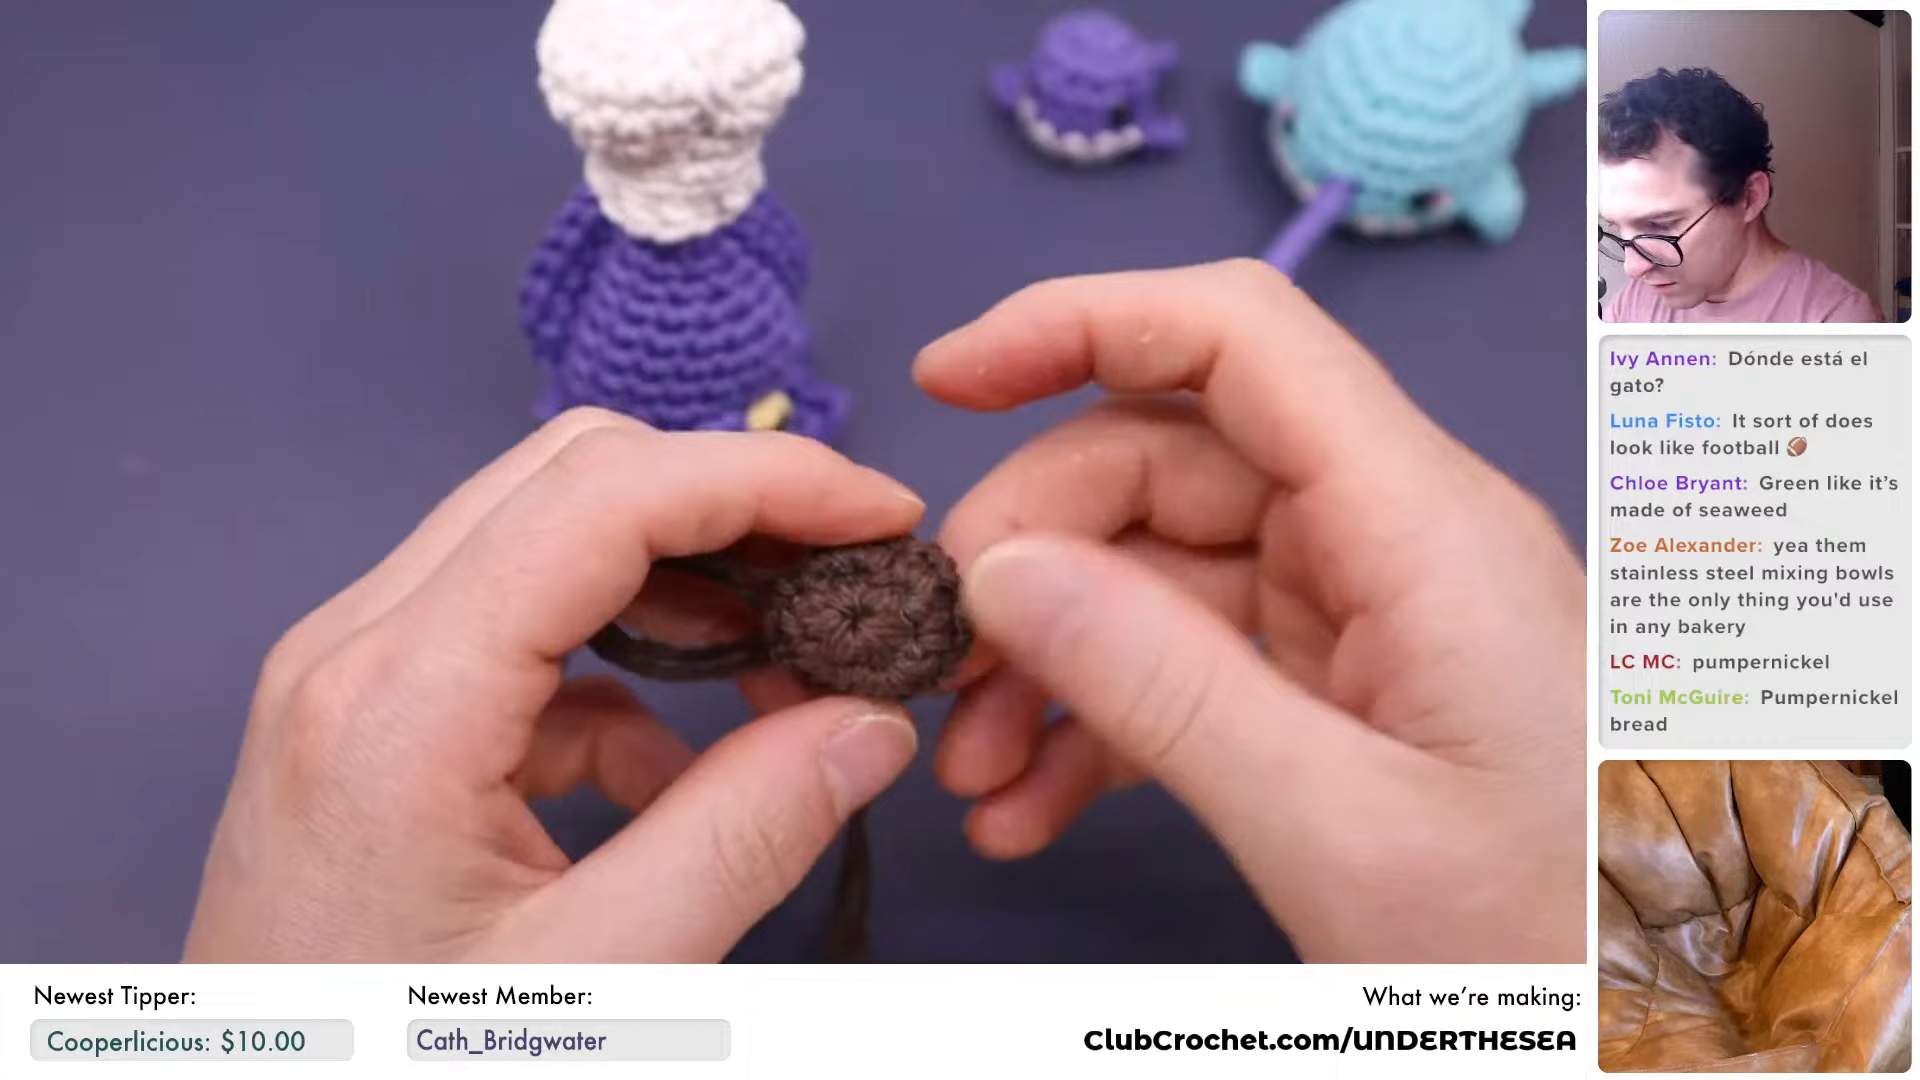 Ivy Annen: Dónde está el
gato?
Luna Fisto: It sort of does
look like football 🏈
Chloe Bryant: Green like it's
made of seaweed
Zoe Alexander: yea them
stainless steel mixing bowls
are the only thing you'd use
in any bakery
LC MC: pumpernickel
Toni McGuire: Pumpernickel
bread
Newest Tipper:
Cooperlicious: $10.00
Newest Member:
Cath_Bridgwater
What we're making:
ClubCrochet.com/UNDERTHESEA